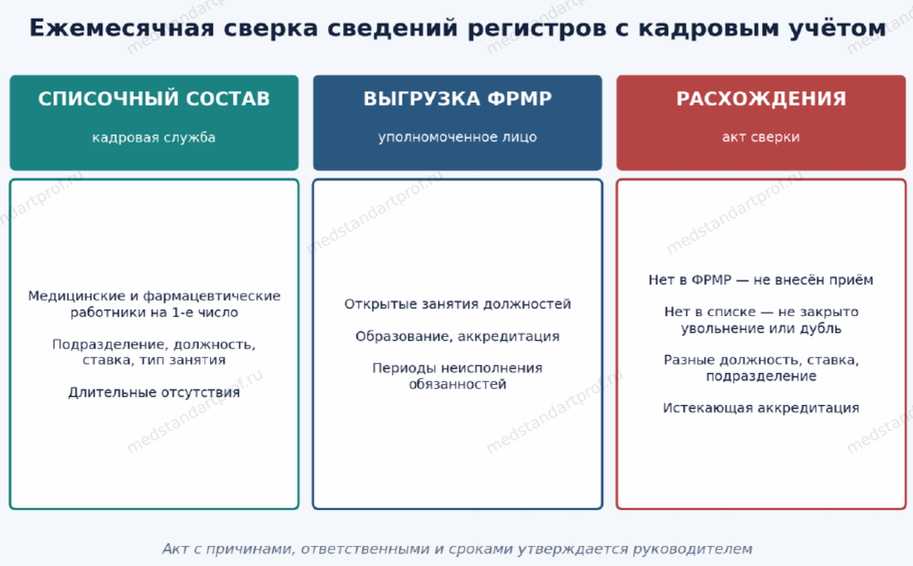 Ежемесячная сверка сведений регистров с кадровым учётом
СПИСОЧНЫЙ СОСТАВ
кадровая служба
Медицинские и фармацевтические
работники на 1-е число
Подразделение, должность,
ставка, тип занятия
Длительные отсутствия
ВЫГРУЗКА ФРМР
уполномоченное лицо
Открытые занятия должностей
Образование, аккредитация
Периоды неисполнения
обязанностей
РАСХОЖДЕНИЯ
акт сверки
Нет в ФРМР — не внесён приём
Нет в списке — не закрыто
увольнение или дубль
Разные должность, ставка,
подразделение
Истекающая аккредитация
Акт с причинами, ответственными и сроками утверждается руководителем
medstandartprof.ru